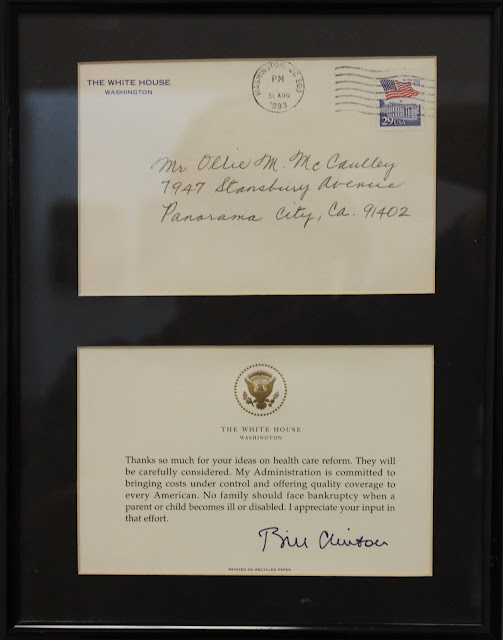 THE WHITE HOUSE
WASHINGTON
WASHINGTON, DC 200
PM
31 AUG
1993
29 USA
Mr Ollie M. McCaulley
7947 Stansbury Avenue
Panorama City, Ca. 91402
THE WHITE HOUSE
WASHINGTON
Thanks so much for your ideas on health care reform. They will
be carefully considered. My Administration is committed to
bringing costs under control and offering quality coverage to
every American. No family should face bankruptcy when a
parent or child becomes ill or disabled. I appreciate your input in
that effort.
Bill Clinton
PRINTED ON RECYCLED PAPER